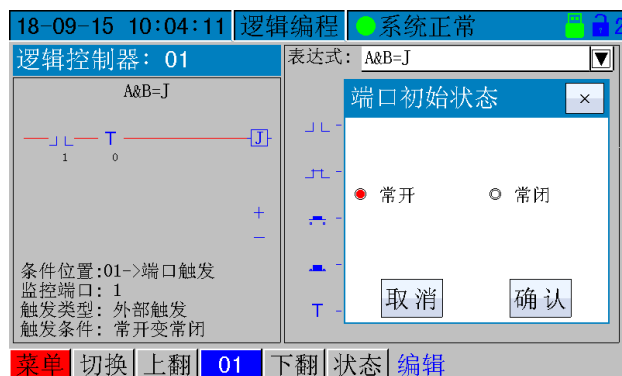 18-09-15 10:04:11 逻辑编程 系统正常 2
逻辑控制器: 01
表达式: A&B=J
A&B=J
J
1 0
+
—
条件位置:01->端口触发
监控端口: 1
触发类型: 外部触发
触发条件: 常开变常闭
T
端口初始状态 ×
常开 常闭
取消 确认
菜单 切换 上翻 01 下翻 状态 编辑